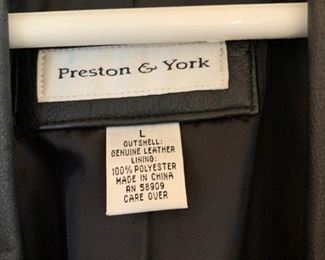 Preston & York
L
OUTSHELL:
GENUINE LEATHER
LINING:
100% POLYESTER
MADE IN CHINA
RN 58909
CARE OVER